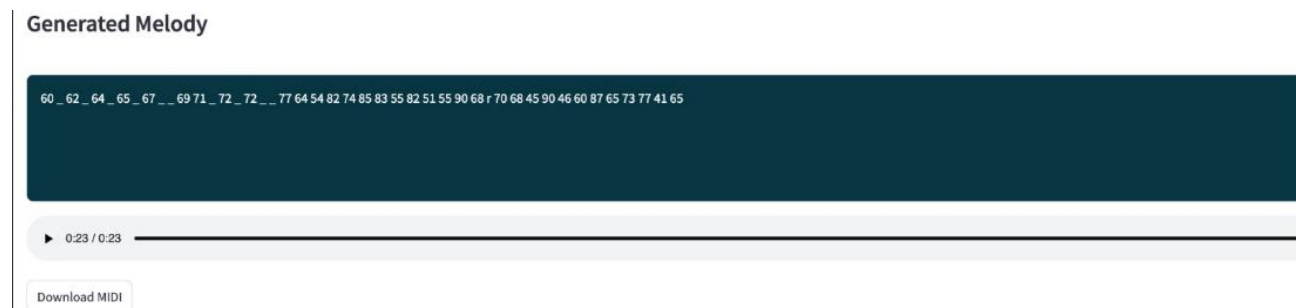 Generated Melody
60 _ 62 _ 64 _ 65 _ 67 _ _ 69 71 _ 72 _ 72 _ _ 77 64 54 82 74 85 83 55 82 51 55 90 68 r 70 68 45 90 46 60 87 65 73 77 41 65
0:23 / 0:23
Download MIDI